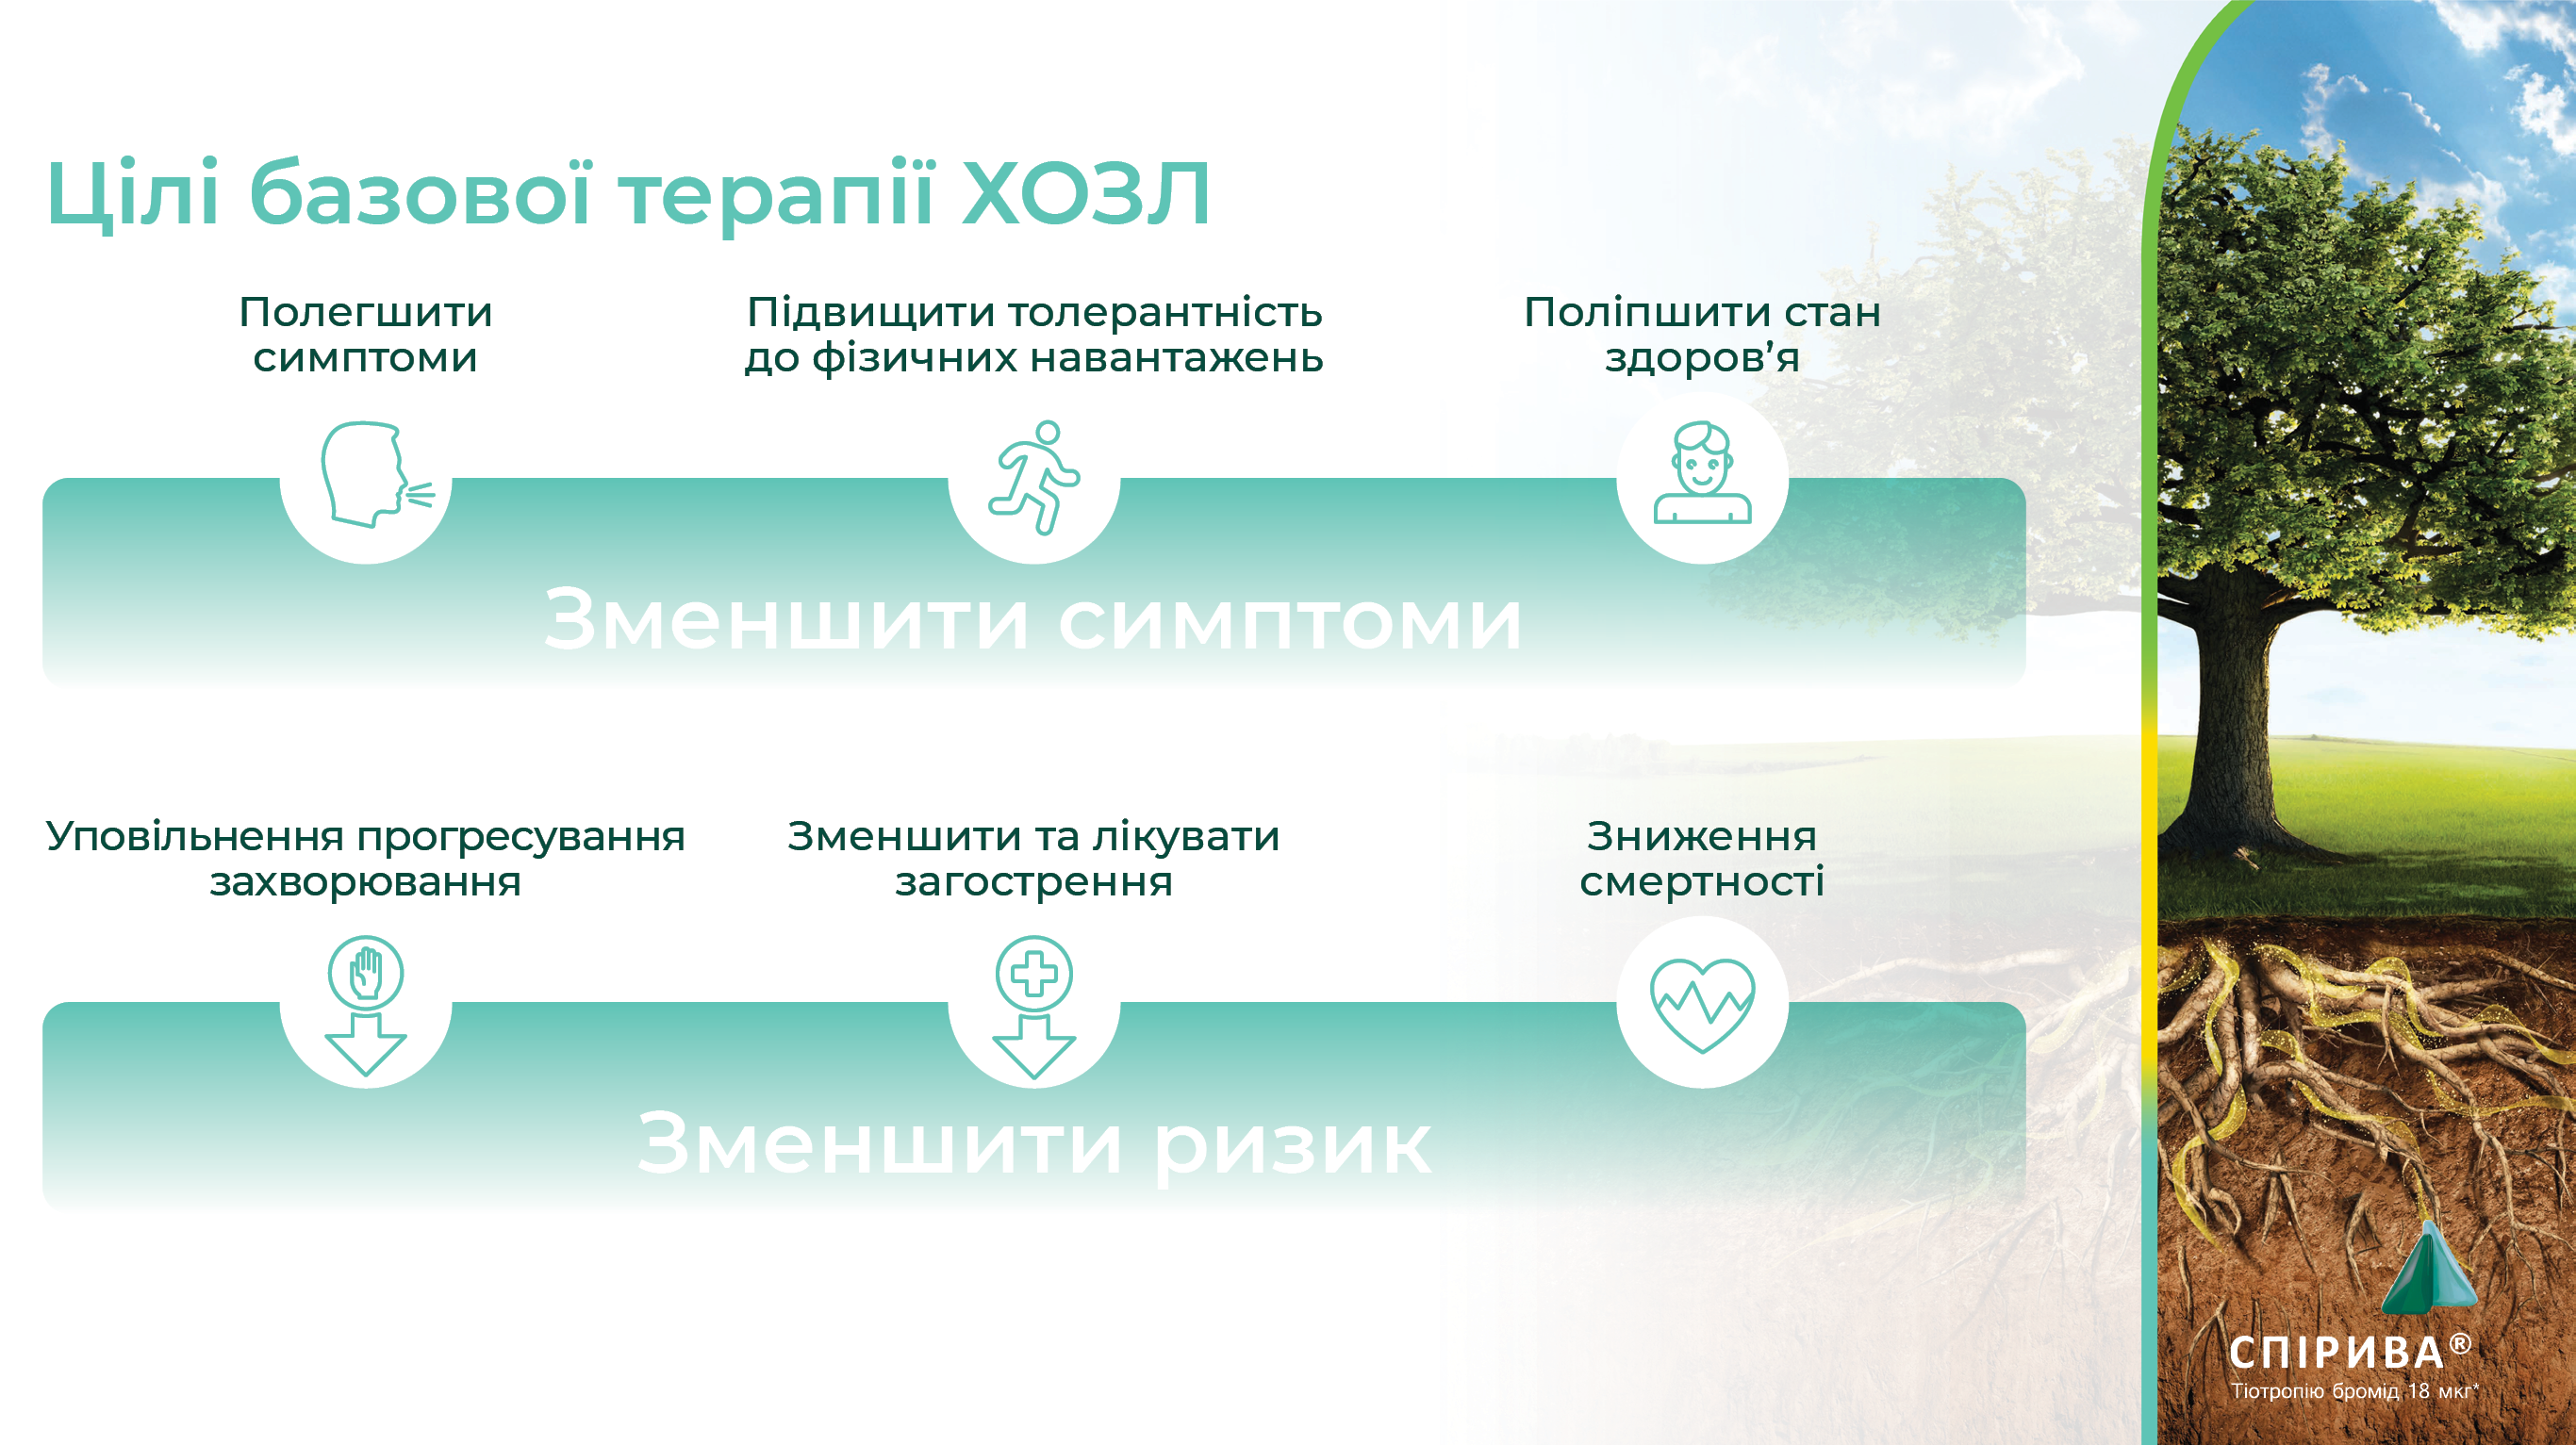 Цілі базової терапії ХОЗЛ
Полегшити
симптоми
Підвищити толерантність
до фізичних навантажень
Поліпшити стан
здоров’я
Зменшити симптоми
Уповільнення прогресування
захворювання
Зменшити та лікувати
загострення
Зниження
смертності
Зменшити ризик
СПІРИВА®
Тіотропію бромід 18 мкг*